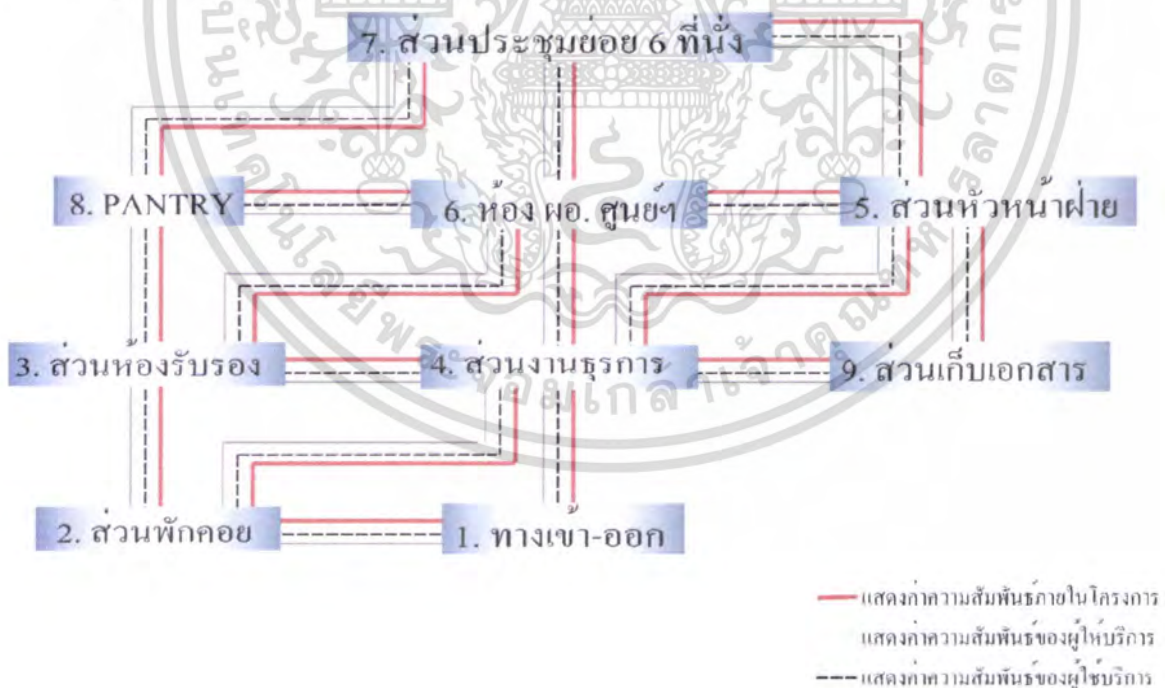 7. ส่วนประชุมย่อย 6 ที่นั่ง
8. PANTRY
6. ห้อง ผอ. ศูนย์ฯ
5. ส่วนหัวหน้าฝ่าย
3. ส่วนห้องรับรอง
4. ส่วนงานธุรการ
9. ส่วนเก็บเอกสาร
2. ส่วนพักคอย
1. ทางเข้า-ออก
แสดงค่าความสัมพันธ์ภายในโครงการ
แสดงค่าความสัมพันธ์ของผู้ให้บริการ
แสดงค่าความสัมพันธ์ของผู้ใช้บริการ